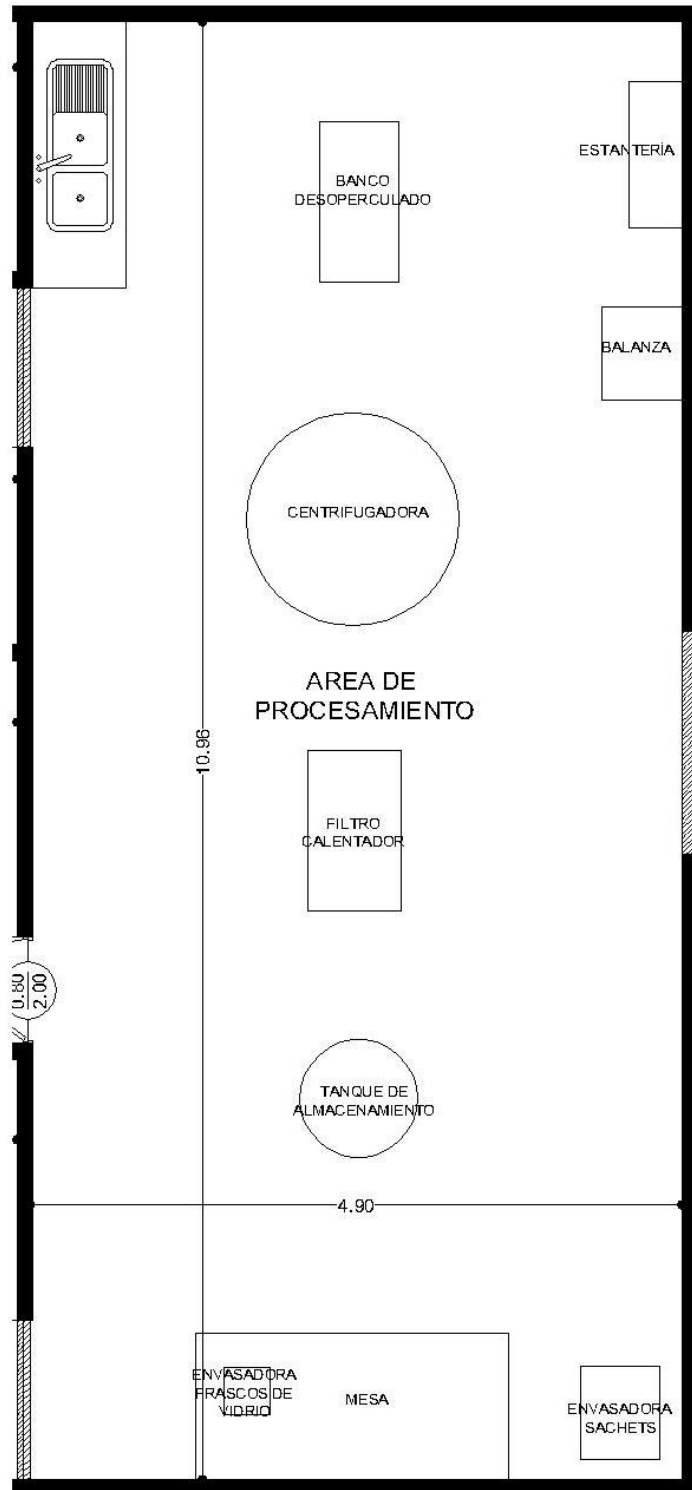 ESTANTERÍA
BANCO
DESOPERCULADO
BALANZA
CENTRIFUGADORA
AREA DE
PROCESAMIENTO
10.96
FILTRO
CALENTADOR
0.80
2.00
TANQUE DE
ALMACENAMIENTO
4.90
ENVASADORA
FRASCOS DE
VIDRIO
MESA
ENVASADORA
SACHETS